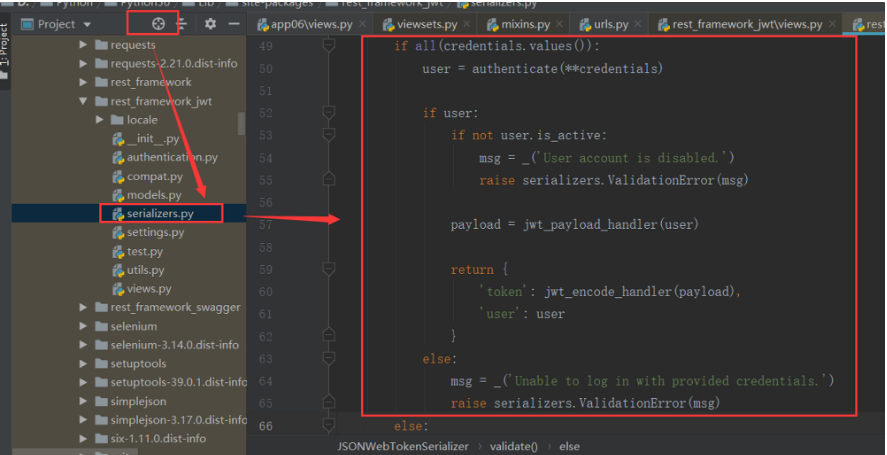 Project
app06\views.py
viewsets.py
mixins.py
urls.py
rest_framework_jwt\views.py
1: Project
requests
requests-2.21.0.dist-info
rest_framework
rest_framework_jwt
locale
__init__.py
authentication.py
compat.py
models.py
serializers.py
settings.py
test.py
utils.py
views.py
rest_framework_swagger
selenium
selenium-3.14.0.dist-info
setuptools
setuptools-39.0.1.dist-info
simplejson
simplejson-3.17.0.dist-info
six-1.11.0.dist-info
49 if all(credentials.values()):
50 user = authenticate(**credentials)
51
52 if user:
53 if not user.is_active:
54 msg = _('User account is disabled.')
55 raise serializers.ValidationError(msg)
56
57 payload = jwt_payload_handler(user)
58
59 return {
60 'token': jwt_encode_handler(payload),
61 'user': user
62 }
63 else:
64 msg = _('Unable to log in with provided credentials.')
65 raise serializers.ValidationError(msg)
66 else:
JSONWebTokenSerializer › validate() › else